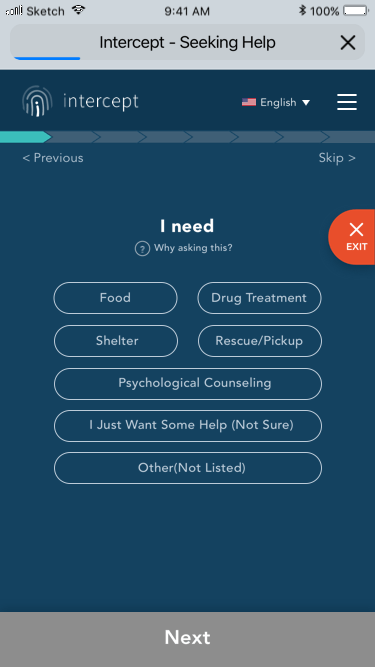 Sketch 9:41 AM 100%
Intercept - Seeking Help
intercept English
< Previous Skip >
I need
? Why asking this?
EXIT
Food Drug Treatment
Shelter Rescue/Pickup
Psychological Counseling
I Just Want Some Help (Not Sure)
Other(Not Listed)
Next